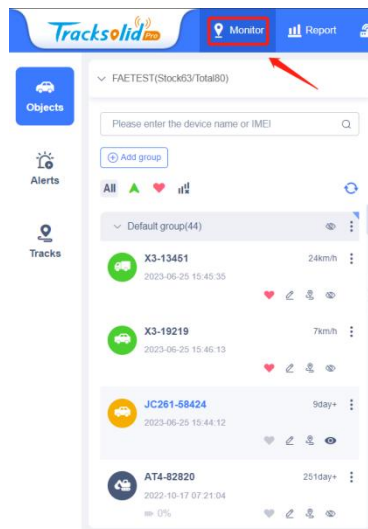 Tracksolid Pro
Monitor
Report
Objects
Alerts
Tracks
FAETEST(Stock63/Total80)
Please enter the device name or IMEI
Add group
All
Default group(44)
X3-13451 24km/h
2023-06-25 15:45:35
X3-19219 7km/h
2023-06-25 15:46:13
JC261-58424 9day+
2023-06-25 15:44:12
AT4-82820 251day+
2022-10-17 07:21:04
0%